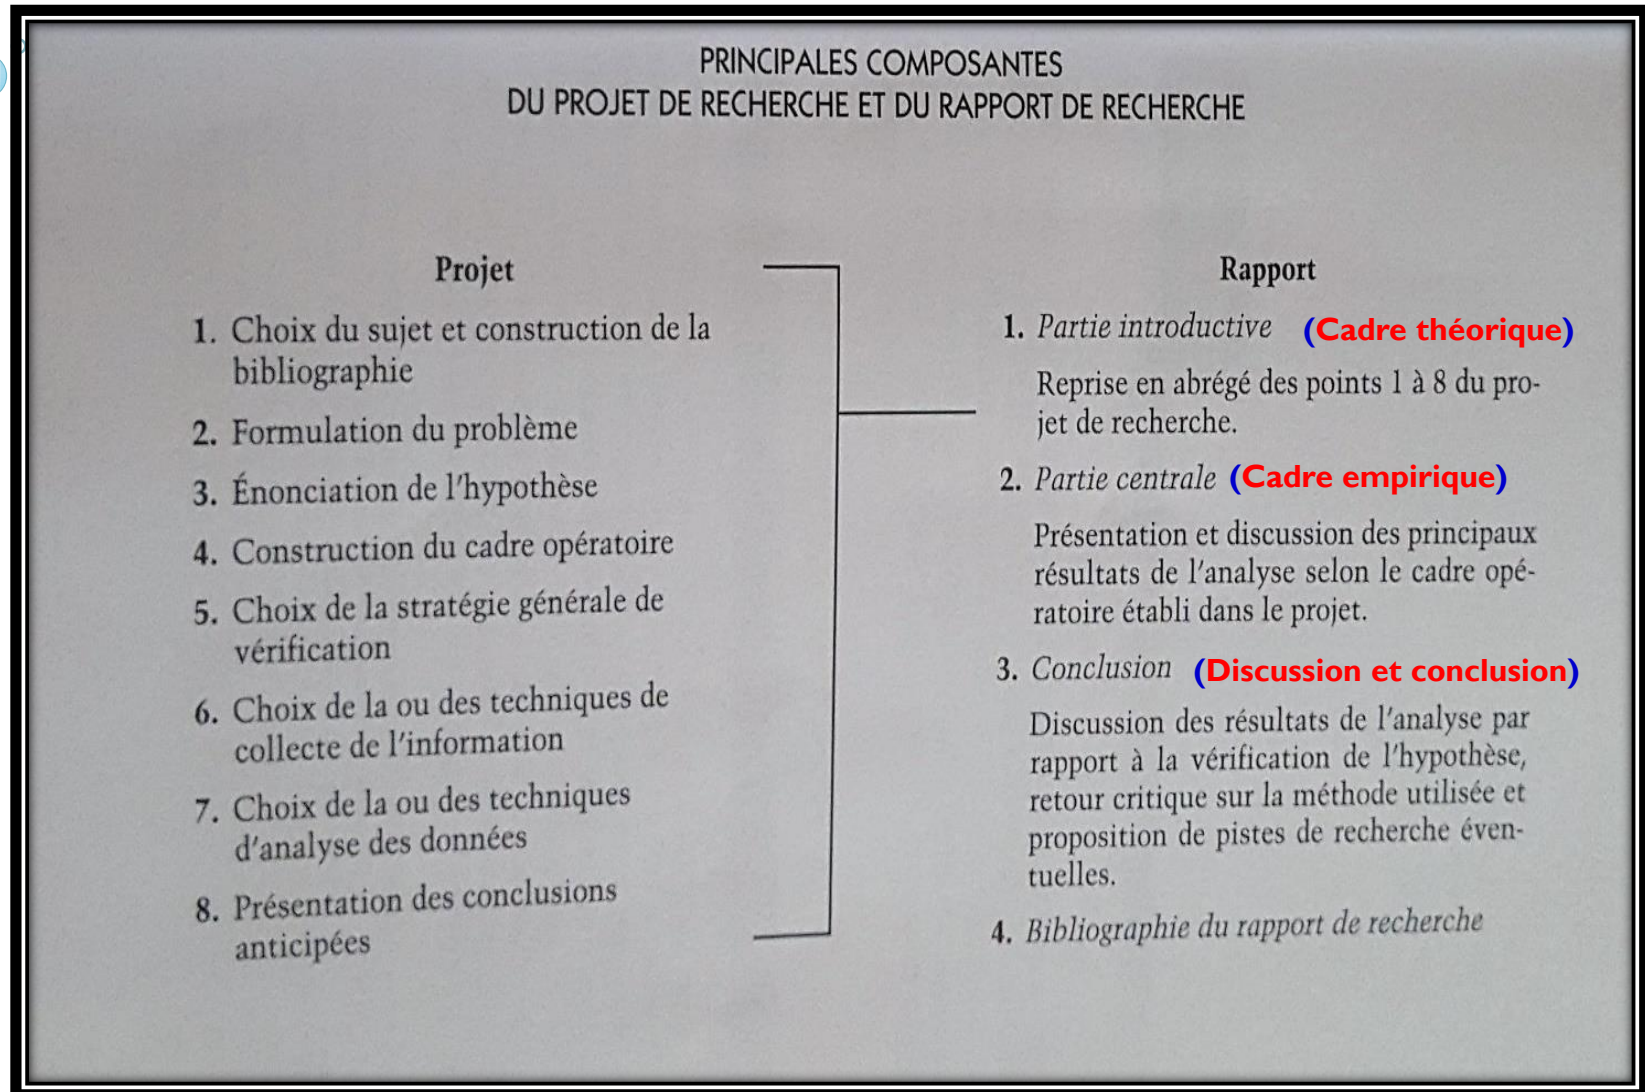 PRINCIPALES COMPOSANTES
DU PROJET DE RECHERCHE ET DU RAPPORT DE RECHERCHE
Projet
1. Choix du sujet et construction de la
bibliographie
2. Formulation du problème
3. Énonciation de l'hypothèse
4. Construction du cadre opératoire
5. Choix de la stratégie générale de
vérification
6. Choix de la ou des techniques de
collecte de l'information
7. Choix de la ou des techniques
d'analyse des données
8. Présentation des conclusions
anticipées
Rapport
1. Partie introductive (Cadre théorique)
Reprise en abrégé des points 1 à 8 du pro-
jet de recherche.
2. Partie centrale (Cadre empirique)
Présentation et discussion des principaux
résultats de l'analyse selon le cadre opé-
ratoire établi dans le projet.
3. Conclusion (Discussion et conclusion)
Discussion des résultats de l'analyse par
rapport à la vérification de l'hypothèse,
retour critique sur la méthode utilisée et
proposition de pistes de recherche éven-
tuelles.
4. Bibliographie du rapport de recherche